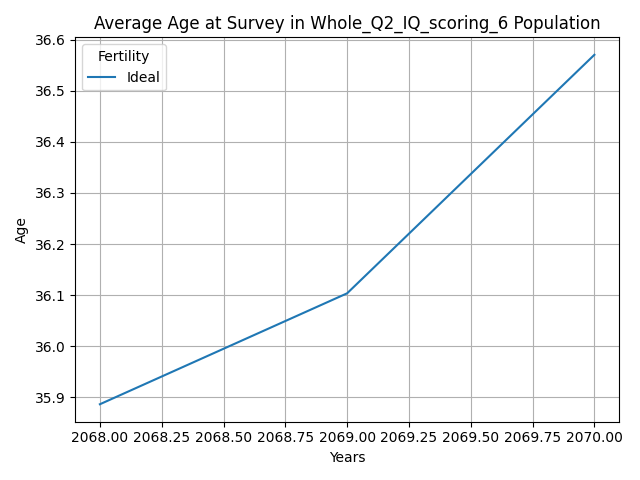 Average Age at Survey in Whole_Q2_IQ_scoring_6 Population
Fertility
Ideal
Age
36.6
36.5
36.4
36.3
36.2
36.1
36.0
35.9
2068.00 2068.25 2068.50 2068.75 2069.00 2069.25 2069.50 2069.75 2070.00
Years